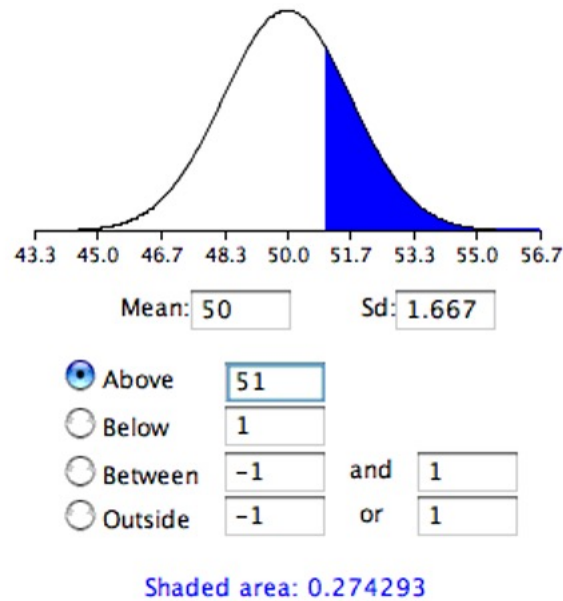 43.3 45.0 46.7 48.3 50.0 51.7 53.3 55.0 56.7
Mean: 50 Sd: 1.667
Above 51
Below 1
Between -1 and 1
Outside -1 or 1
Shaded area: 0.274293